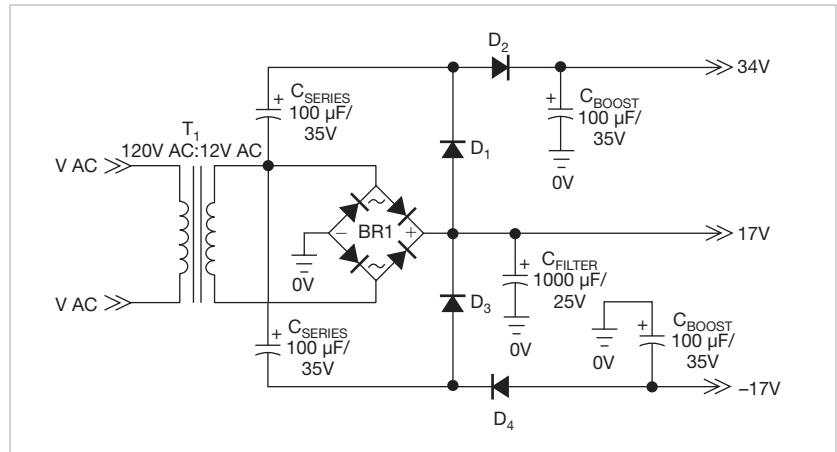 D2
34V
+ CSERIES
100 µF/
35V
+ CBOOST
100 µF/
35V
0V
T1
120V AC:12V AC
V AC
D1
~
– BR1 +
~
0V
17V
+ CFILTER
1000 µF/
25V
0V
V AC
D3
+ CSERIES
100 µF/
35V
0V
+ CBOOST
100 µF/
35V
–17V
D4